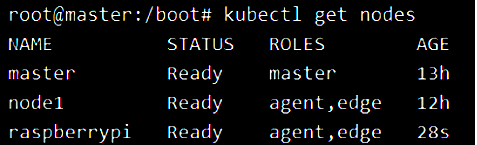 root@master:/boot# kubectl get nodes
NAME STATUS ROLES AGE
master Ready master 13h
node1 Ready agent,edge 12h
raspberrypi Ready agent,edge 28s